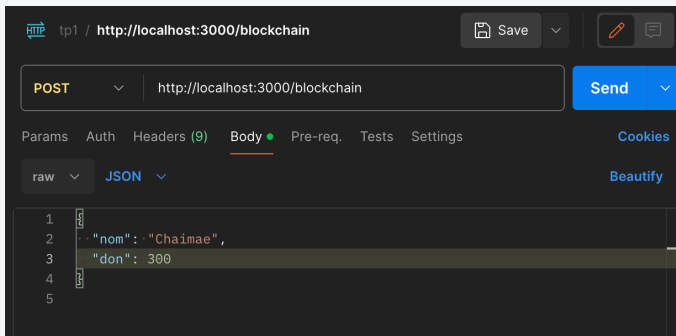 HTTP tp1 / http://localhost:3000/blockchain Save
POST http://localhost:3000/blockchain Send
Params Auth Headers (9) Body Pre-req. Tests Settings Cookies
raw JSON Beautify
1 {
2 "nom": "Chaimae",
3 "don": 300
4 }
5